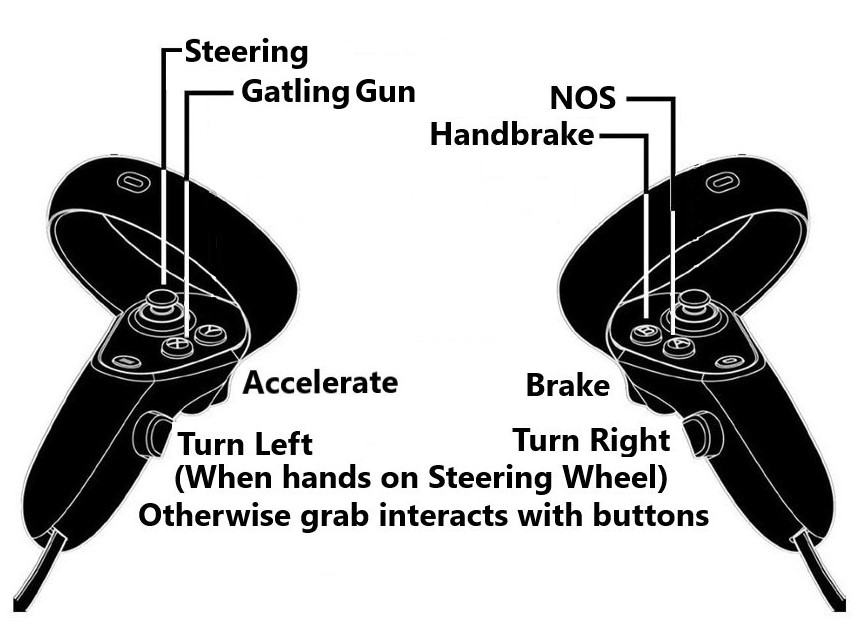 Steering
Gatling Gun
NOS
Handbrake
Y
X
B
A
Accelerate
Brake
Turn Left
Turn Right
(When hands on Steering Wheel)
Otherwise grab interacts with buttons